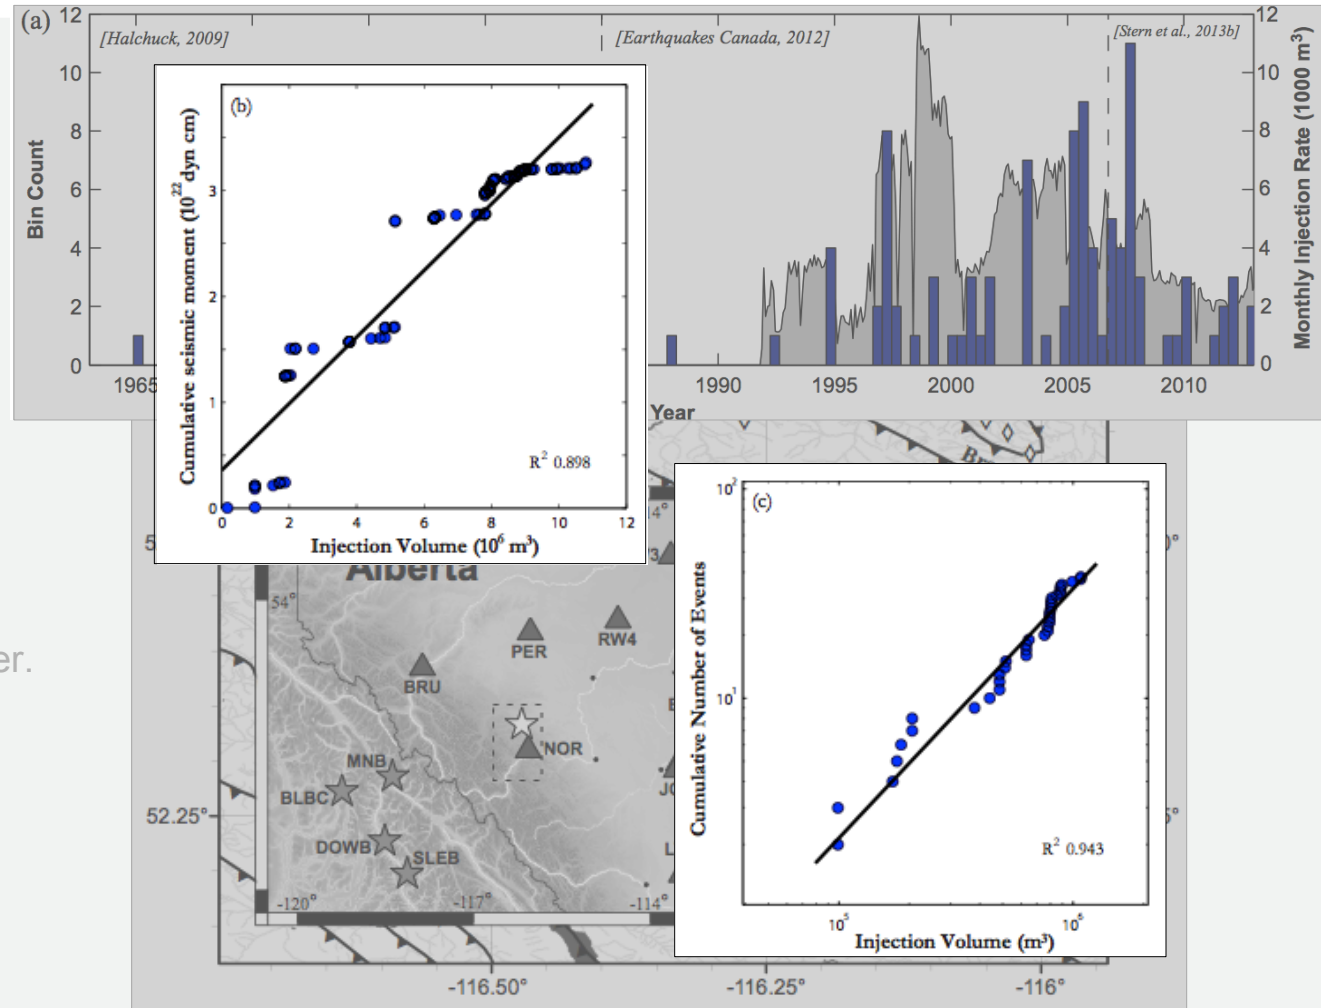 (a)
[Halchuck, 2009]
[Earthquakes Canada, 2012]
[Stern et al., 2013b]
12
10
8
6
4
2
0
Bin Count
12
10
8
6
4
2
0
Monthly Injection Rate (1000 m³)
1965
1990
1995
2000
2005
2010
Year
(b)
Cumulative seismic moment (10²² dyn cm)
3
2
1
0
R² 0.898
0 2 4 6 8 10 12
Injection Volume (10⁶ m³)
(c)
Cumulative Number of Events
10²
10¹
R² 0.943
10⁵ 10⁶
Injection Volume (m³)
er.
Alberta
54°
PER
RW4
BRU
NOR
MNB
BLBC
DOWB
SLEB
52.25°
-120° -117° -114°
-116.50° -116.25° -116°